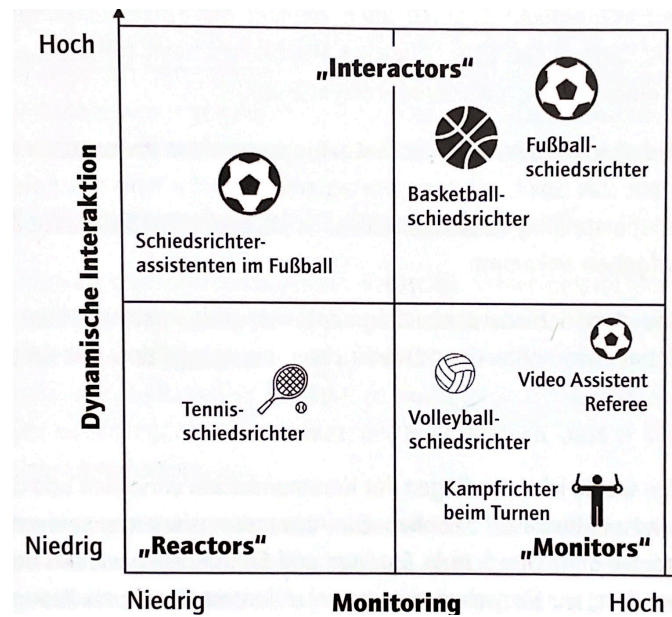 Hoch
„Interactors“
Fußball-
schiedsrichter
Basketball-
schiedsrichter
Schiedsrichter-
assistenten im Fußball
Dynamische Interaktion
Video Assistent
Referee
Tennis-
schiedsrichter
Volleyball-
schiedsrichter
Kampfrichter
beim Turnen
Niedrig
„Reactors“
„Monitors“
Niedrig
Monitoring
Hoch